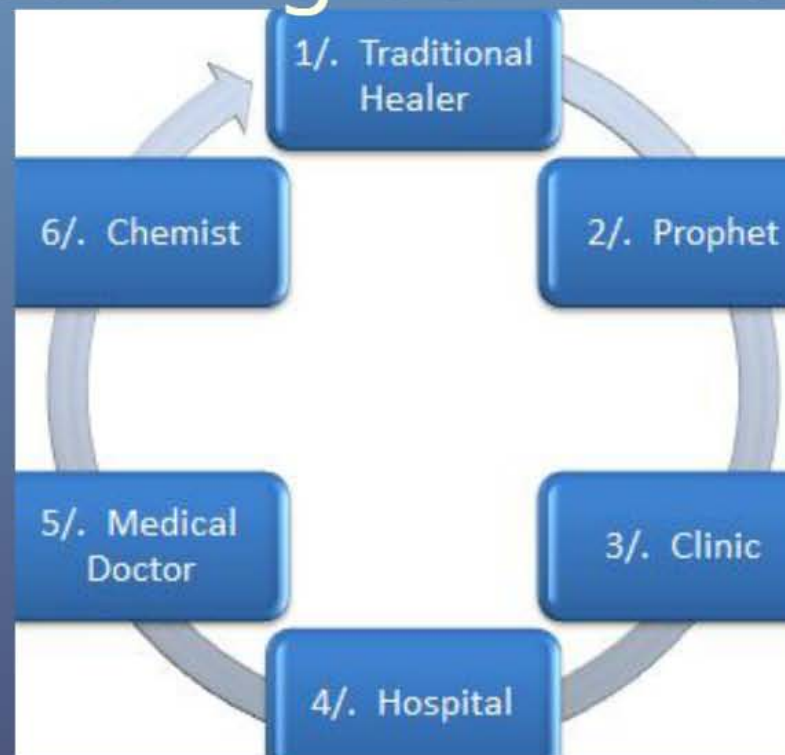 1/. Traditional
Healer
2/. Prophet
3/. Clinic
4/. Hospital
5/. Medical
Doctor
6/. Chemist